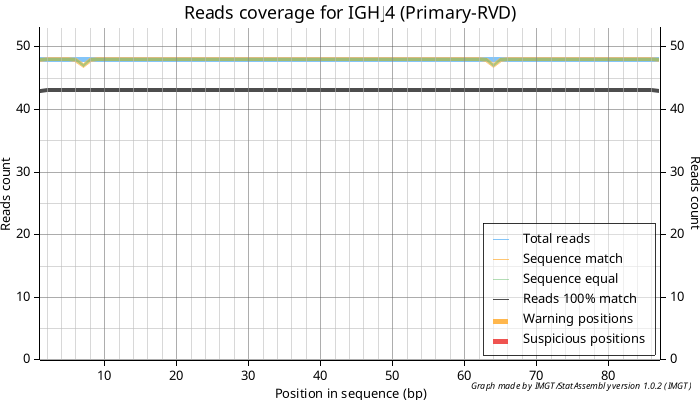 Reads coverage for IGHJ4 (Primary-RVD)
50 50
40 40
30 30
20 20
10 10
0 0
Reads count
Reads count
Total reads
Sequence match
Sequence equal
Reads 100% match
Warning positions
Suspicious positions
10 20 30 40 50 60 70 80
Position in sequence (bp)
Graph made by IMGT/StatAssembly version 1.0.2 (IMGT)